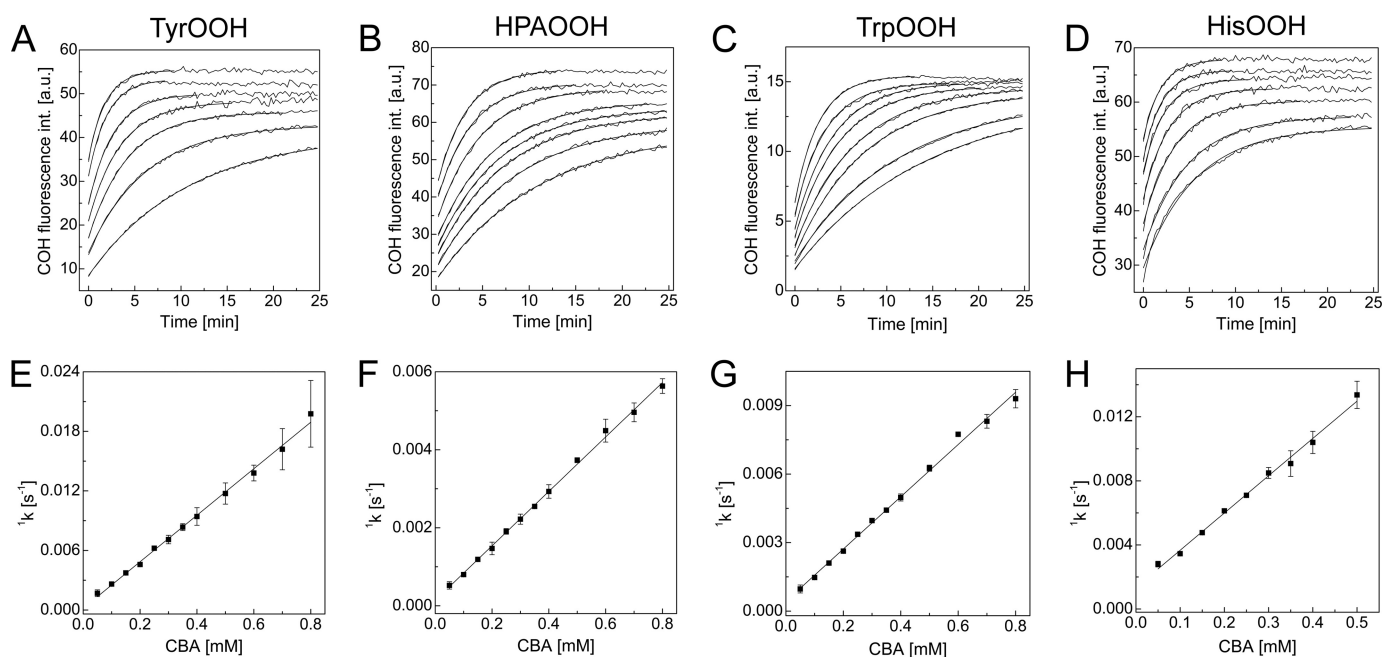 A TyrOOH
B HPAOOH
C TrpOOH
D HisOOH
COH fluorescence int. [a.u.]
60
50
40
30
20
10
0 5 10 15 20 25
Time [min]
COH fluorescence int. [a.u.]
80
70
60
50
40
30
20
0 5 10 15 20 25
Time [min]
COH fluorescence int. [a.u.]
15
10
5
0
0 5 10 15 20 25
Time [min]
COH fluorescence int. [a.u.]
70
60
50
40
30
0 5 10 15 20 25
Time [min]
E
¹k [s⁻¹]
0.024
0.018
0.012
0.006
0.000
0.0 0.2 0.4 0.6 0.8
CBA [mM]
F
¹k [s⁻¹]
0.006
0.004
0.002
0.000
0.0 0.2 0.4 0.6 0.8
CBA [mM]
G
¹k [s⁻¹]
0.009
0.006
0.003
0.000
0.0 0.2 0.4 0.6 0.8
CBA [mM]
H
¹k [s⁻¹]
0.012
0.008
0.004
0.000
0.0 0.1 0.2 0.3 0.4 0.5
CBA [mM]